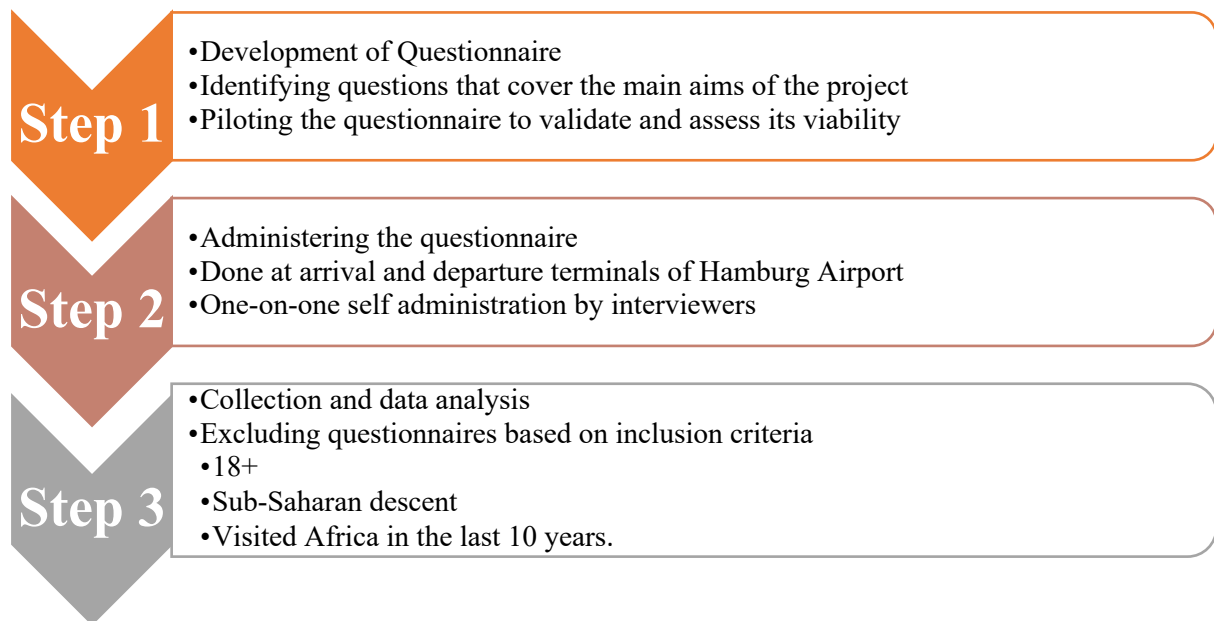 Step 1
•Development of Questionnaire
•Identifying questions that cover the main aims of the project
•Piloting the questionnaire to validate and assess its viability
Step 2
•Administering the questionnaire
•Done at arrival and departure terminals of Hamburg Airport
•One-on-one self administration by interviewers
Step 3
•Collection and data analysis
•Excluding questionnaires based on inclusion criteria
•18+
•Sub-Saharan descent
•Visited Africa in the last 10 years.